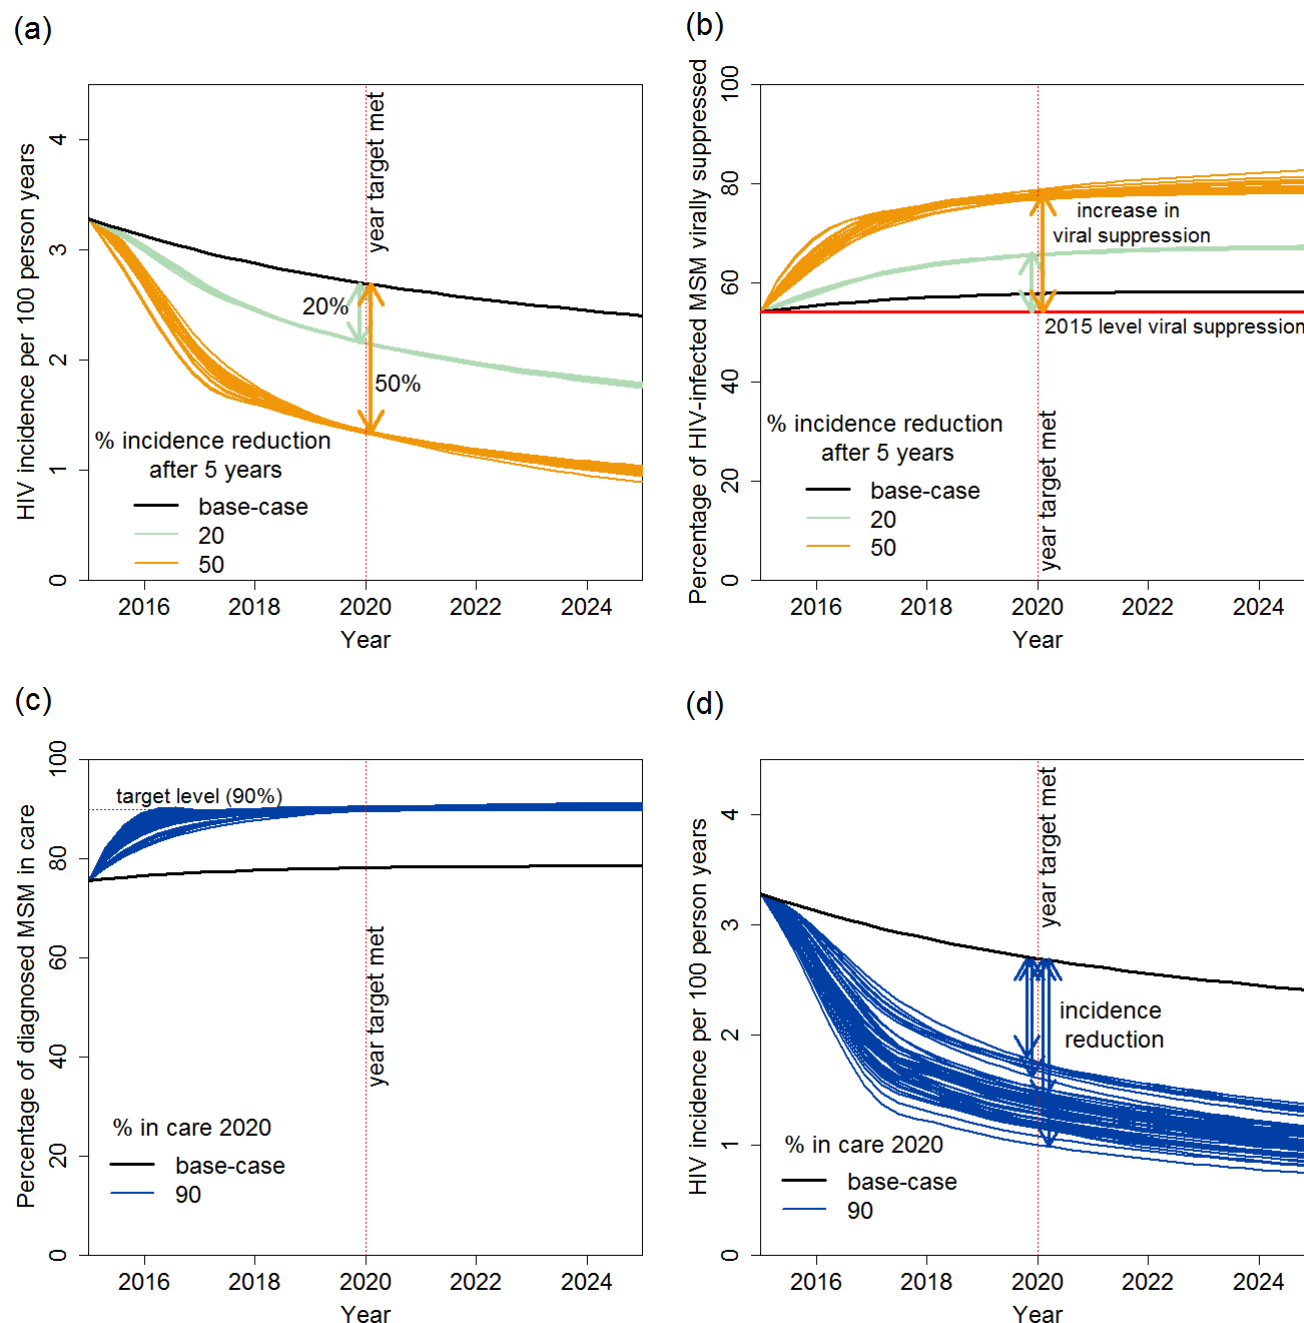 (a)
HIV incidence per 100 person years
0
1
2
3
4
year target met
20%
50%
% incidence reduction
after 5 years
base-case
20
50
2016
2018
2020
2022
2024
Year
(b)
Percentage of HIV-infected MSM virally suppressed
0
20
40
60
80
100
increase in
viral suppression
2015 level viral suppression
% incidence reduction
after 5 years
base-case
20
50
year target met
2016
2018
2020
2022
2024
Year
(c)
Percentage of diagnosed MSM in care
0
20
40
60
80
100
target level (90%)
year target met
% in care 2020
base-case
90
2016
2018
2020
2022
2024
Year
(d)
HIV incidence per 100 person years
0
1
2
3
4
year target met
incidence
reduction
% in care 2020
base-case
90
2016
2018
2020
2022
2024
Year